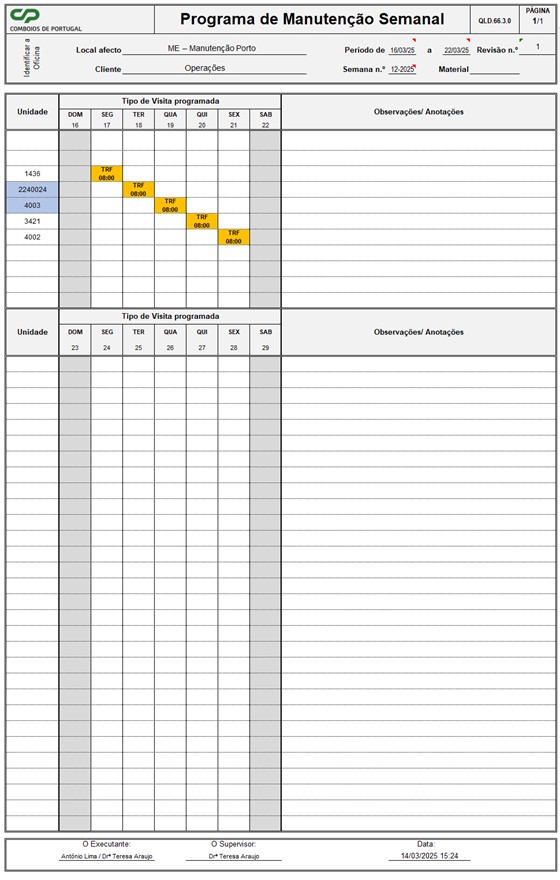 CP
COMBOIOS DE PORTUGAL
Programa de Manutenção Semanal
QLD.66.3.0
PÁGINA
1/1
Identificar a
Oficina
Local afecto ME – Manutenção Porto
Período de 16/03/25 a 22/03/25 Revisão n.º 1
Cliente Operações
Semana n.º 12-2025 Material
Unidade Tipo de Visita programada Observações/ Anotações
DOM SEG TER QUA QUI SEX SAB
16 17 18 19 20 21 22
1436 TRF 08:00
2240024 TRF 08:00
4003 TRF 08:00
3421 TRF 08:00
4002 TRF 08:00
Unidade Tipo de Visita programada Observações/ Anotações
DOM SEG TER QUA QUI SEX SAB
23 24 25 26 27 28 29
O Executante: O Supervisor: Data:
António Lima / Drª Teresa Araujo Drª Teresa Araujo 14/03/2025 15:24